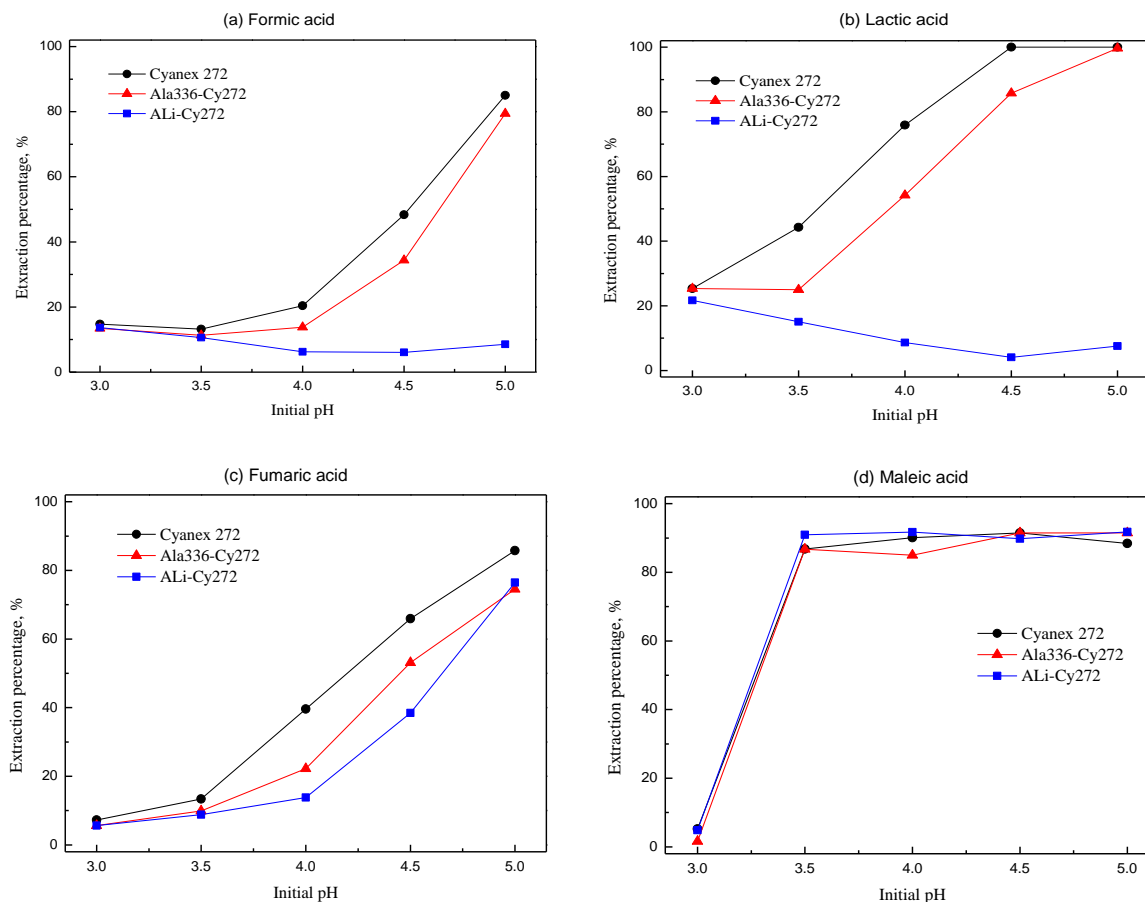 (a) Formic acid
100
80
60
40
20
0
Etxraction percentage, %
Cyanex 272
Ala336-Cy272
ALi-Cy272
3.0 3.5 4.0 4.5 5.0
Initial pH
(b) Lactic acid
100
80
60
40
20
0
Extraction percentage, %
Cyanex 272
Ala336-Cy272
ALi-Cy272
3.0 3.5 4.0 4.5 5.0
Initial pH
(c) Fumaric acid
100
80
60
40
20
0
Extraction percentage, %
Cyanex 272
Ala336-Cy272
ALi-Cy272
3.0 3.5 4.0 4.5 5.0
Initial pH
(d) Maleic acid
100
80
60
40
20
0
Extraction percentage, %
Cyanex 272
Ala336-Cy272
ALi-Cy272
3.0 3.5 4.0 4.5 5.0
Initial pH